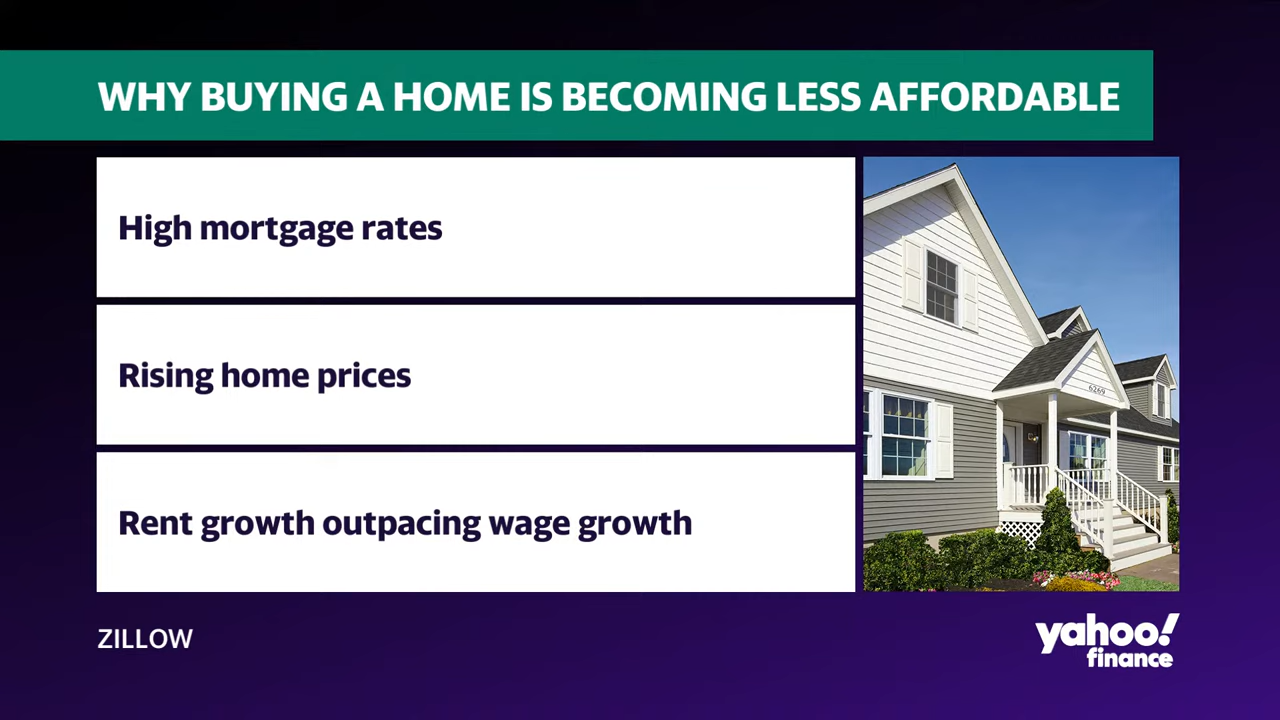 WHY BUYING A HOME IS BECOMING LESS AFFORDABLE
High mortgage rates
Rising home prices
Rent growth outpacing wage growth
6269
ZILLOW
yahoo!
finance